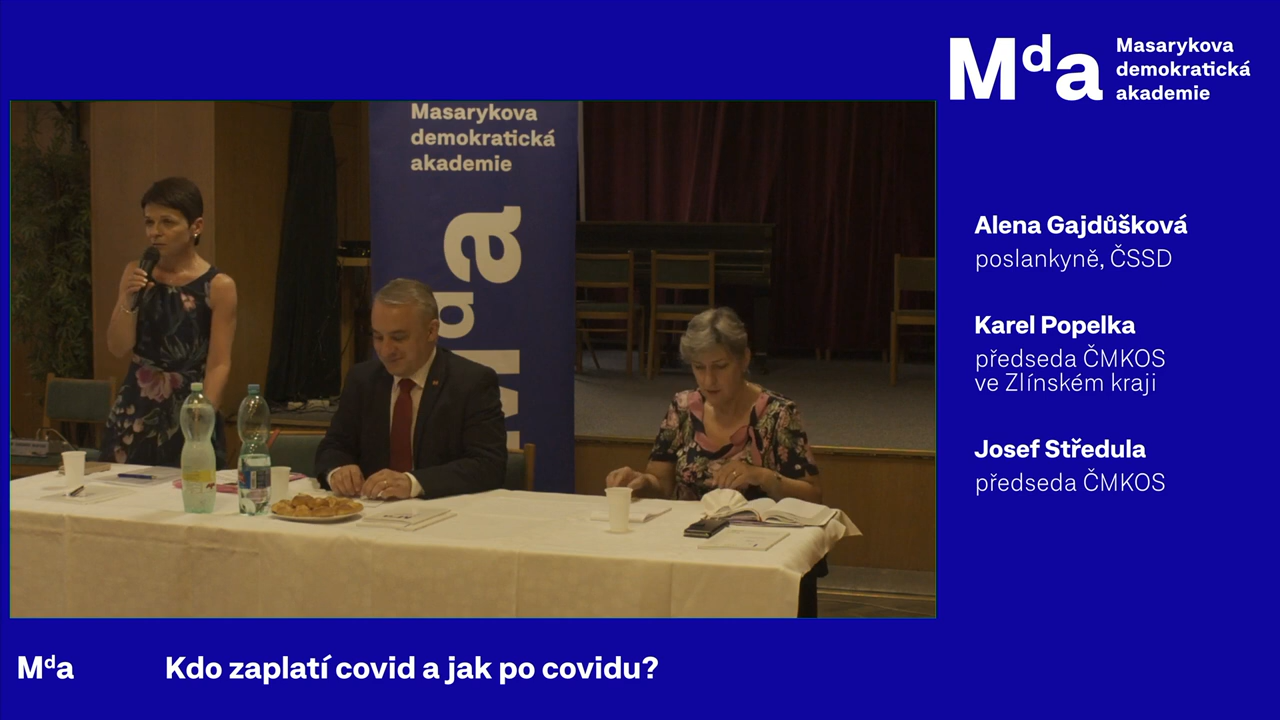 Mda
Masarykova
demokratická
akademie
Masarykova
demokratická
akademie
Mda
Alena Gajdůšková
poslankyně, ČSSD
Karel Popelka
předseda ČMKOS
ve Zlínském kraji
Josef Středula
předseda ČMKOS
Mda
Kdo zaplatí covid a jak po covidu?